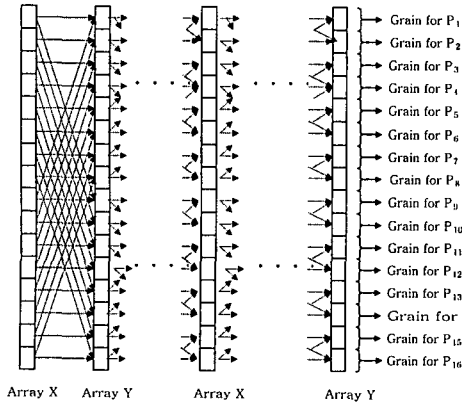 Grain for P₁
Grain for P₂
Grain for P₃
Grain for P₄
Grain for P₅
Grain for P₆
Grain for P₇
Grain for P₈
Grain for P₉
Grain for P₁₀
Grain for P₁₁
Grain for P₁₂
Grain for P₁₃
Grain for
Grain for P₁₅
Grain for P₁₆
Array X Array Y Array X Array Y